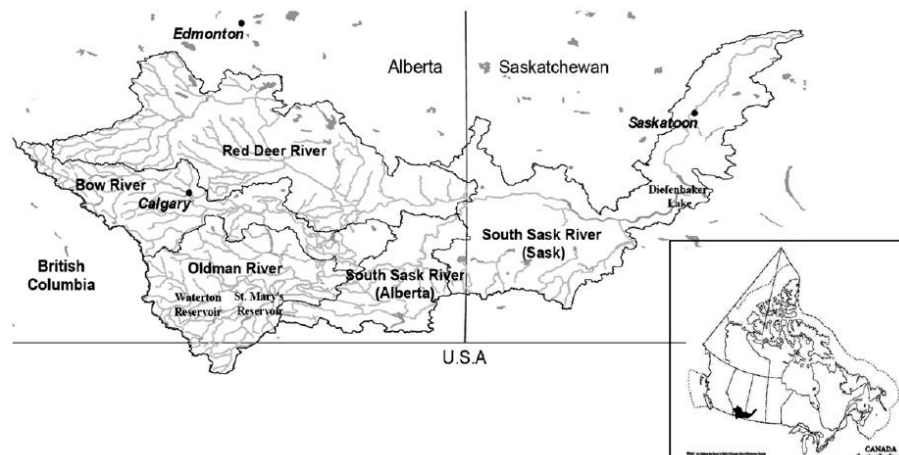 Edmonton
Alberta
Saskatchewan
Saskatoon
Red Deer River
Bow River
Calgary
Diefenbaker
Lake
South Sask River
(Sask)
British
Columbia
Oldman River
South Sask River
(Alberta)
Waterton
Reservoir
St. Mary's
Reservoir
U.S.A
CANADA